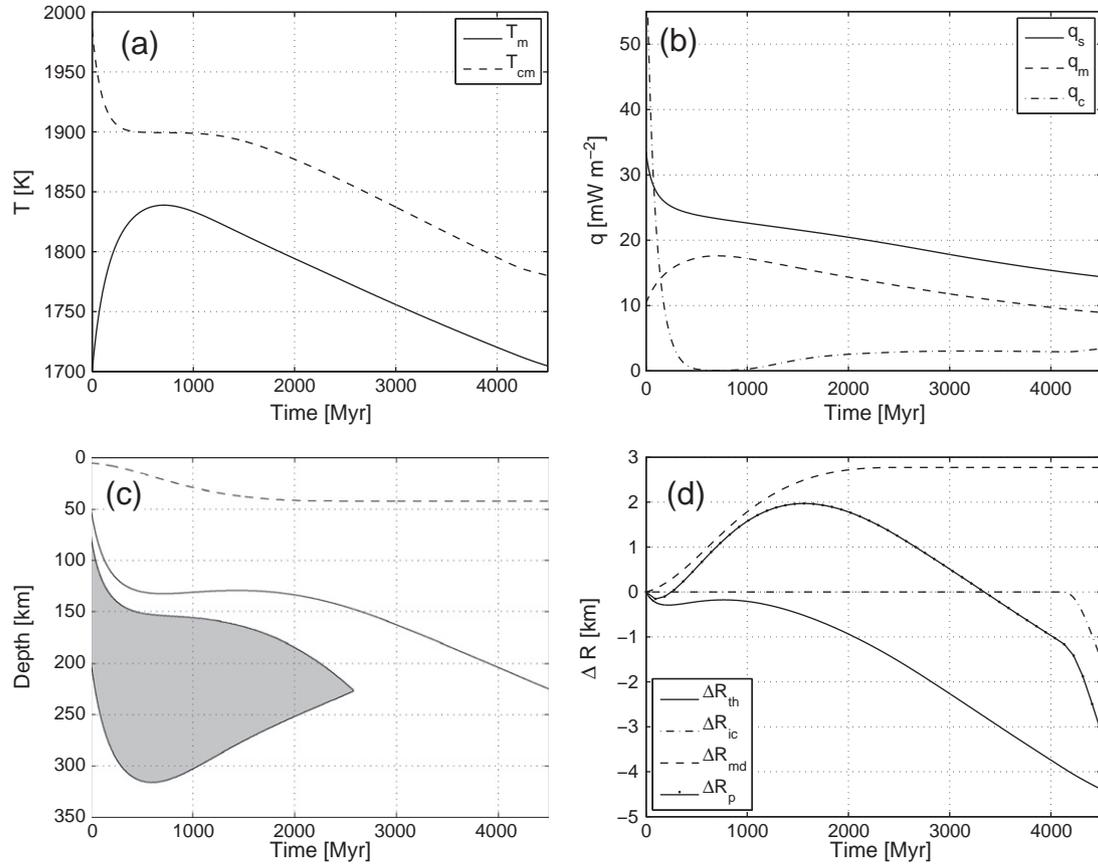 (a)
T_m
T_cm
2000
1950
1900
1850
1800
1750
1700
T [K]
0 1000 2000 3000 4000
Time [Myr]
(b)
q_s
q_m
q_c
50
40
30
20
10
0
q [mW m⁻²]
0 1000 2000 3000 4000
Time [Myr]
(c)
0
50
100
150
200
250
300
350
Depth [km]
0 1000 2000 3000 4000
Time [Myr]
(d)
3
2
1
0
−1
−2
−3
−4
−5
Δ R [km]
ΔR_th
ΔR_ic
ΔR_md
ΔR_p
0 1000 2000 3000 4000
Time [Myr]